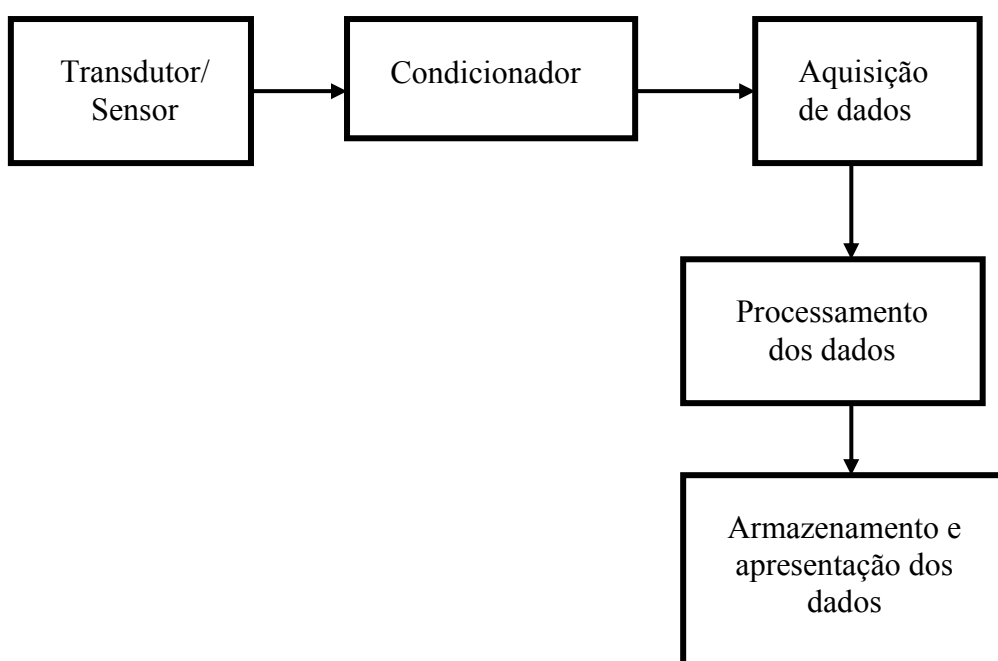 Transdutor/
Sensor
Condicionador
Aquisição
de dados
Processamento
dos dados
Armazenamento e
apresentação dos
dados